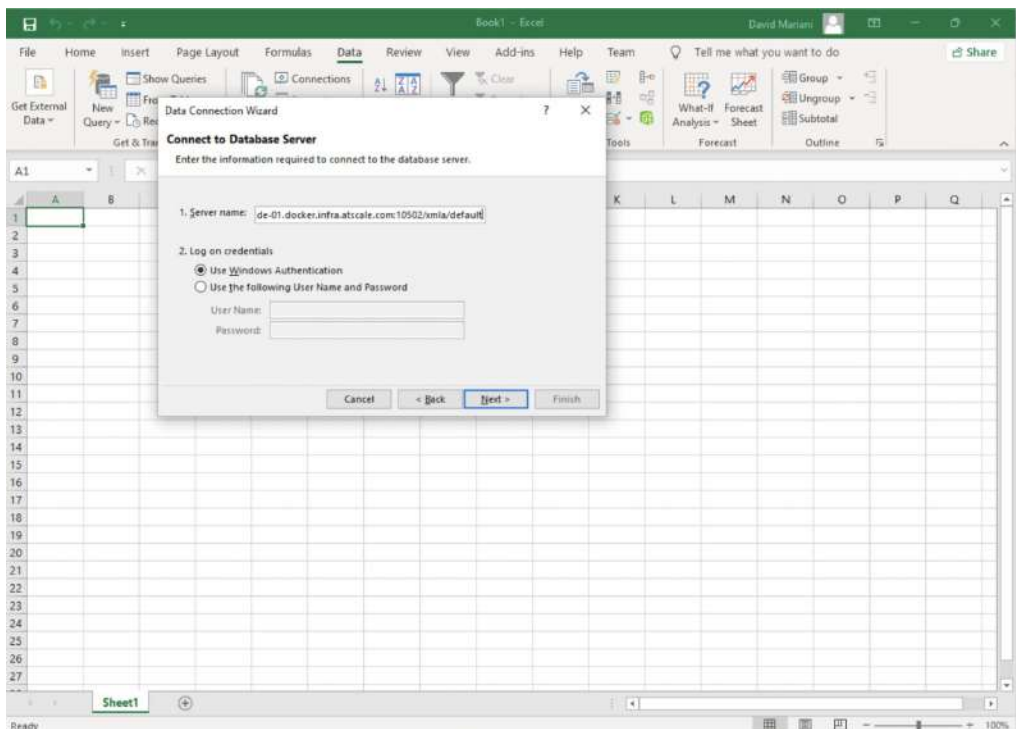 Book1 - Excel
David Mariani
File Home Insert Page Layout Formulas Data Review View Add-ins Help Team Tell me what you want to do Share
Get External Data
New Query
Show Queries
Connections
Clear
What-If Analysis
Forecast Sheet
Group
Ungroup
Subtotal
Tools
Forecast
Outline
A1
Data Connection Wizard ? ×
Connect to Database Server
Enter the information required to connect to the database server.
1. Server name: de-01.docker.infra.atscale.com:10502/xmla/default
2. Log on credentials
Use Windows Authentication
Use the following User Name and Password
User Name:
Password:
Cancel < Back Next > Finish
A B K L M N O P Q
1
2
3
4
5
6
7
8
9
10
11
12
13
14
15
16
17
18
19
20
21
22
23
24
25
26
27
Sheet1
Ready
100%